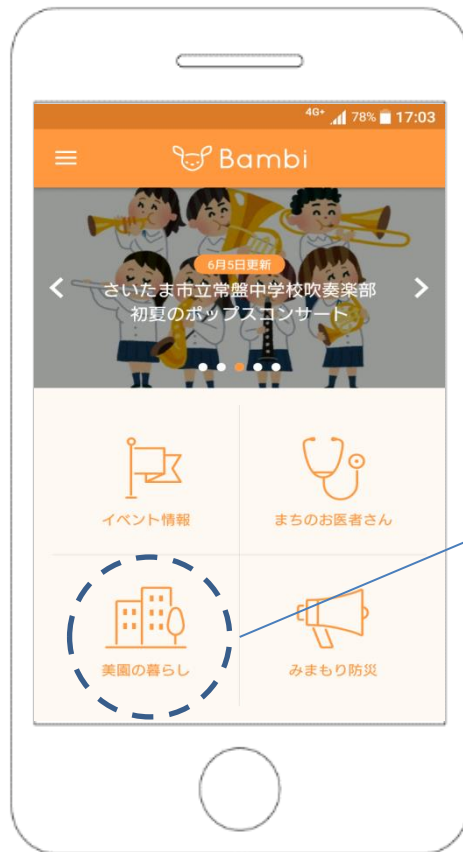 4G+ 78% 17:03
Bambi
6月5日更新
さいたま市立常盤中学校吹奏楽部
初夏のポップスコンサート
イベント情報
まちのお医者さん
美園の暮らし
みまもり防災